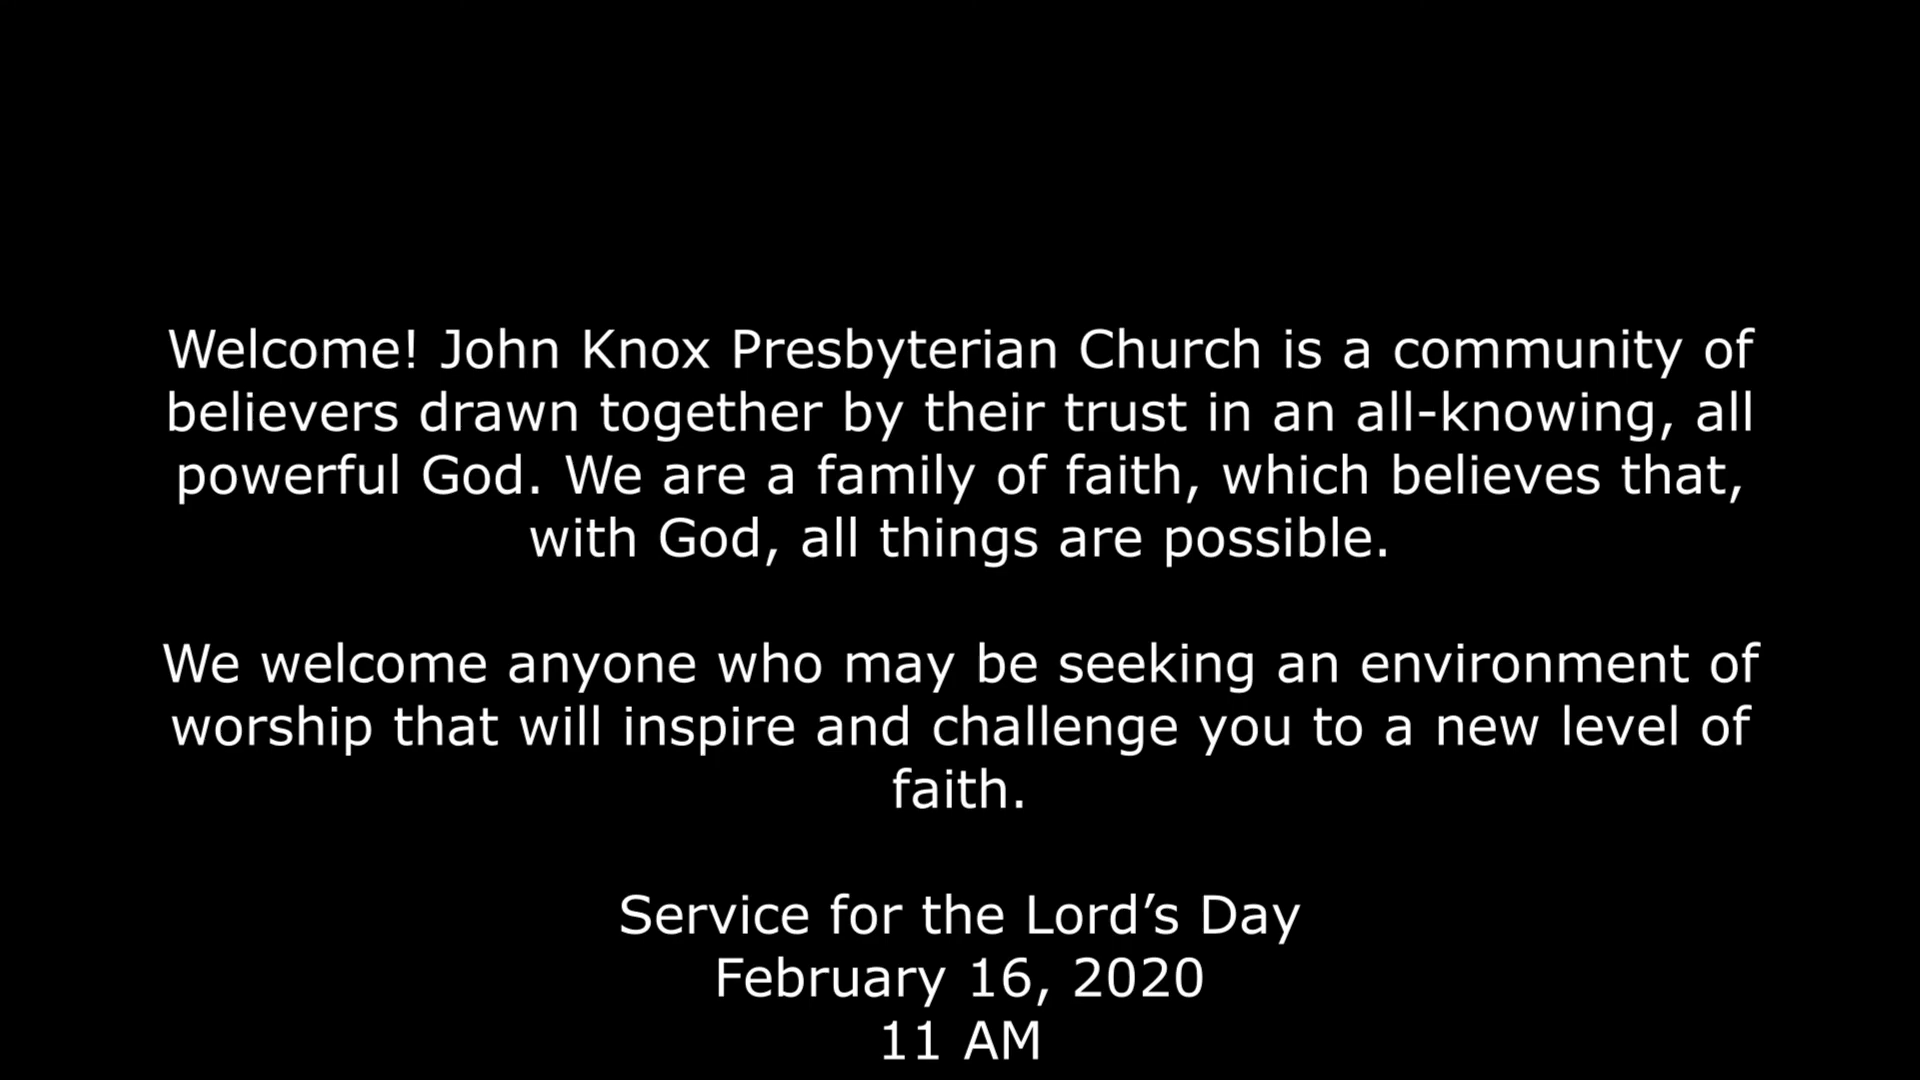 Welcome! John Knox Presbyterian Church is a community of
believers drawn together by their trust in an all-knowing, all
powerful God. We are a family of faith, which believes that,
with God, all things are possible.
We welcome anyone who may be seeking an environment of
worship that will inspire and challenge you to a new level of
faith.
Service for the Lord’s Day
February 16, 2020
11 AM